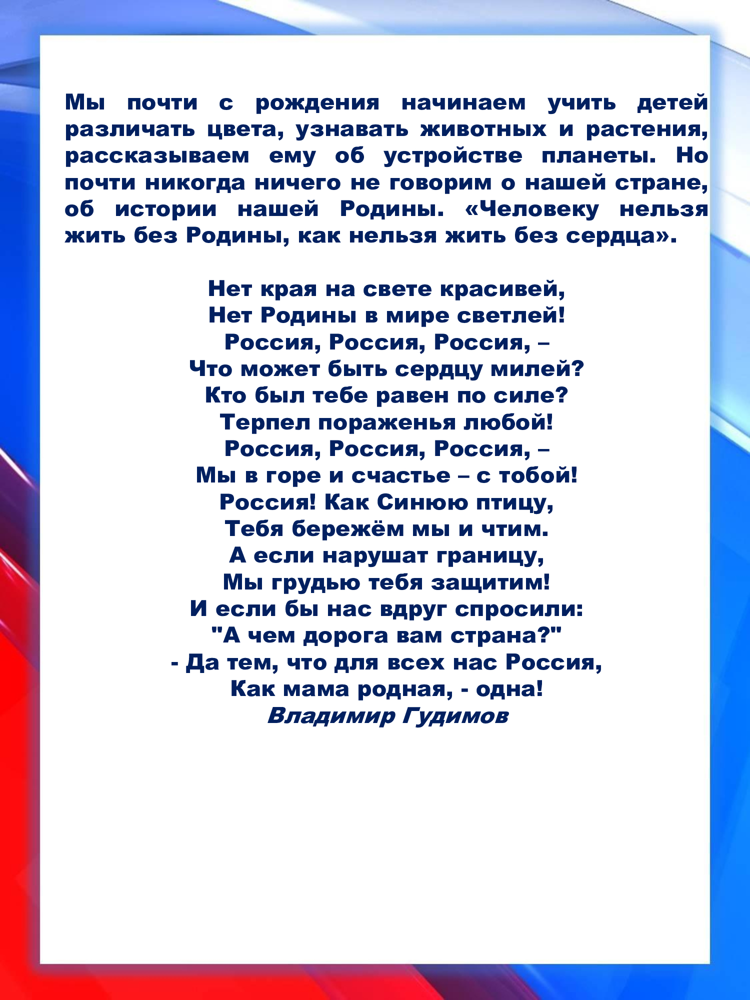 Мы почти с рождения начинаем учить детей
различать цвета, узнавать животных и растения,
рассказываем ему об устройстве планеты. Но
почти никогда ничего не говорим о нашей стране,
об истории нашей Родины. «Человеку нельзя
жить без Родины, как нельзя жить без сердца».
Нет края на свете красивей,
Нет Родины в мире светлей!
Россия, Россия, Россия, –
Что может быть сердцу милей?
Кто был тебе равен по силе?
Терпел пораженья любой!
Россия, Россия, Россия, –
Мы в горе и счастье – с тобой!
Россия! Как Синюю птицу,
Тебя бережём мы и чтим.
А если нарушат границу,
Мы грудью тебя защитим!
И если бы нас вдруг спросили:
"А чем дорога вам страна?"
- Да тем, что для всех нас Россия,
Как мама родная, - одна!
Владимир Гудимов